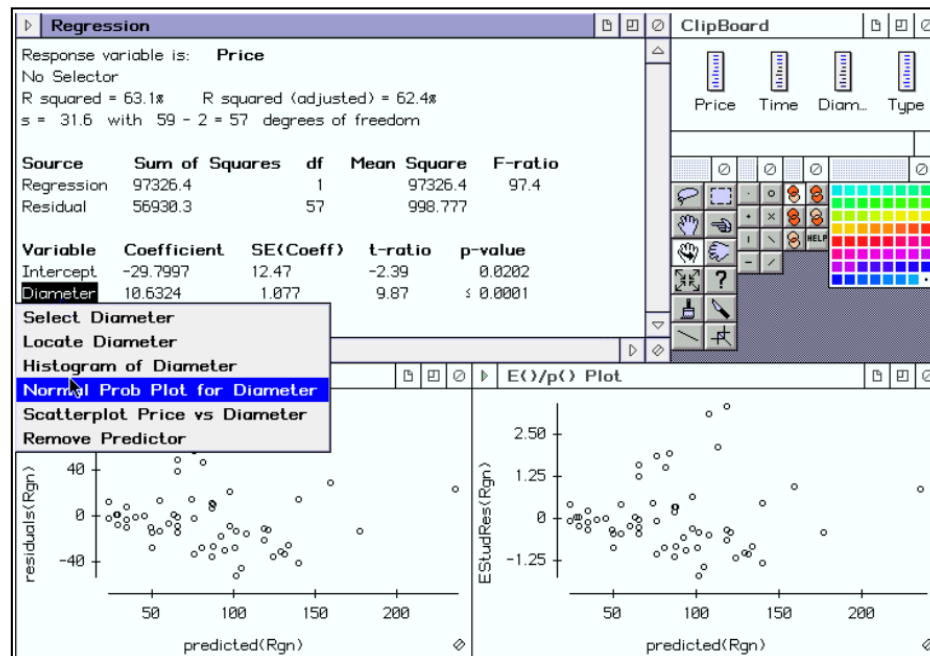 Regression
Response variable is: Price
No Selector
R squared = 63.1% R squared (adjusted) = 62.4%
s = 31.6 with 59 - 2 = 57 degrees of freedom
Source Sum of Squares df Mean Square F-ratio
Regression 97326.4 1 97326.4 97.4
Residual 56930.3 57 998.777
Variable Coefficient SE(Coeff) t-ratio p-value
Intercept -29.7997 12.47 -2.39 0.0202
Diameter 10.6324 1.077 9.87 ≤ 0.0001
Select Diameter
Locate Diameter
Histogram of Diameter
Normal Prob Plot for Diameter
Scatterplot Price vs Diameter
Remove Predictor
ClipBoard
Price Time Diam… Type
HELP
?
40
0
-40
residuals(Rgn)
50 100 150 200
predicted(Rgn)
E()/p() Plot
2.50
1.25
0
-1.25
EStudRes(Rgn)
50 100 150 200
predicted(Rgn)